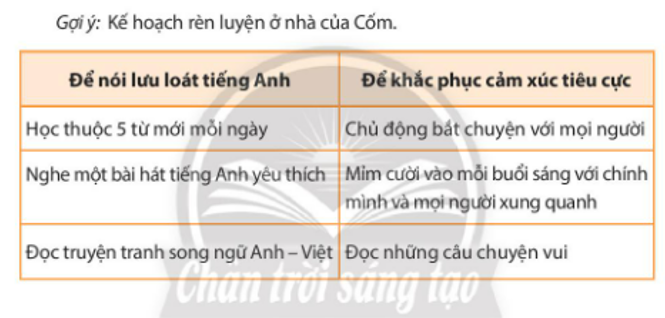 Gợi ý: Kế hoạch rèn luyện ở nhà của Cốm.
Để nói lưu loát tiếng Anh
Để khắc phục cảm xúc tiêu cực
Học thuộc 5 từ mới mỗi ngày
Chủ động bắt chuyện với mọi người
Nghe một bài hát tiếng Anh yêu thích
Mỉm cười vào mỗi buổi sáng với chính
mình và mọi người xung quanh
Đọc truyện tranh song ngữ Anh – Việt
Đọc những câu chuyện vui
Chân trời sáng tạo